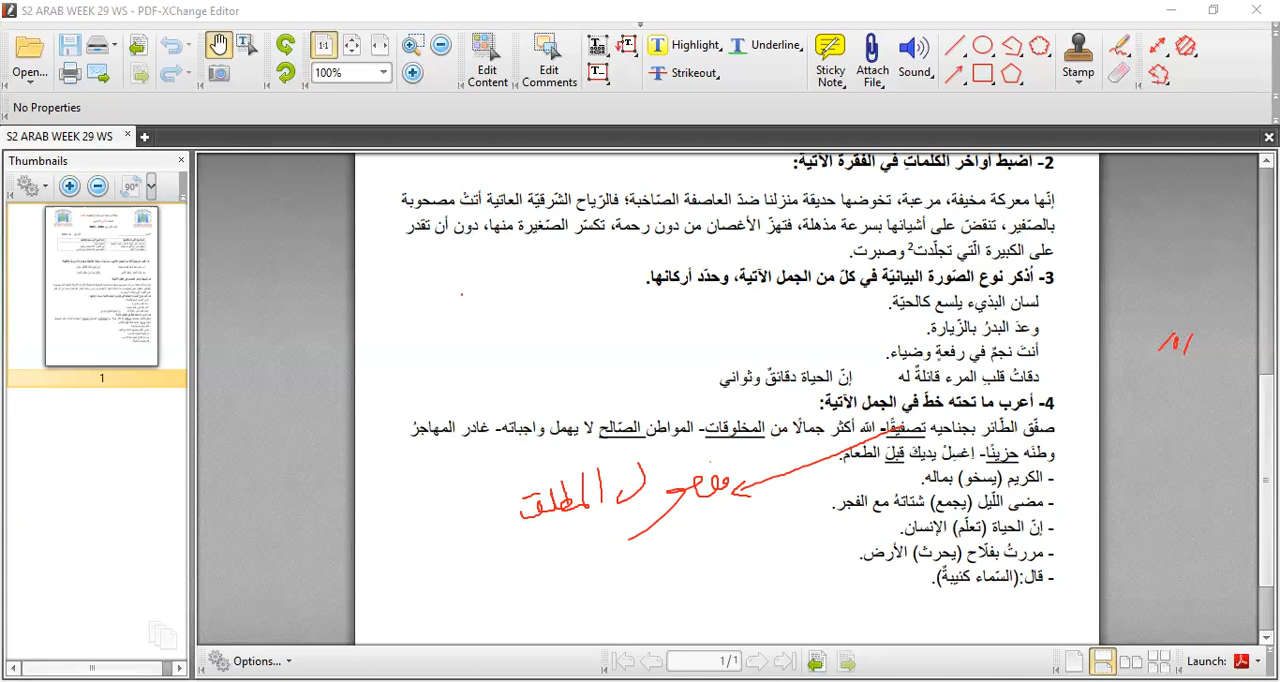 S2 ARAB WEEK 29 WS - PDF-XChange Editor
Open...
100%
Edit Content
Edit Comments
Highlight
Underline
Strikeout
Sticky Note
Attach File
Sound
Stamp
No Properties
S2 ARAB WEEK 29 WS
Thumbnails
1
2- اضبط أواخر الكلماتِ في الفقرة الآتية:
إنّها معركة مخيفة، مرعبة، تخوضها حديقة منزلنا ضدّ العاصفة الصّاخبة؛ فالرّياح الشّرقيّة العاتية أتتْ مصحوبة
بالصّفير، تنقضّ على أشيائها بسرعة مذهلة، فتهزّ الأغصان من دون رحمة، تكسّر الصّغيرة منها، دون أن تقدر
على الكبيرة الّتي تجلّدت² وصبرت.
3- أذكر نوع الصّورة البيانيّة في كلّ من الجمل الآتية، وحدّد أركانها.
لسان البذيء يلسع كالحيّة.
وعدَ البدرُ بالزّيارة.
أنتَ نجمٌ في رفعةٍ وضياء.
دقاتُ قلبِ المرء قائلةٌ له إنّ الحياة دقائقٌ وثواني
4- أعرب ما تحته خطّ في الجمل الآتية:
صفّق الطّائر بجناحيه تصفيقًا- الله أكثر جمالًا من المخلوقات- المواطن الصّالح لا يهمل واجباته- غادر المهاجرُ
وطنَه حزينًا- اِغسِلْ يديكَ قبلَ الطّعام.
- الكريم (يسخو) بماله.
مفعول المطلق
- مضى اللّيل (يجمع) شتاتهُ مع الفجر.
- إنّ الحياة (تعلّم) الإنسان.
- مررتُ بفلّاح (يحرث) الأرض.
- قال:(السّماء كئيبةٌ).
Options...
1/1
Launch: